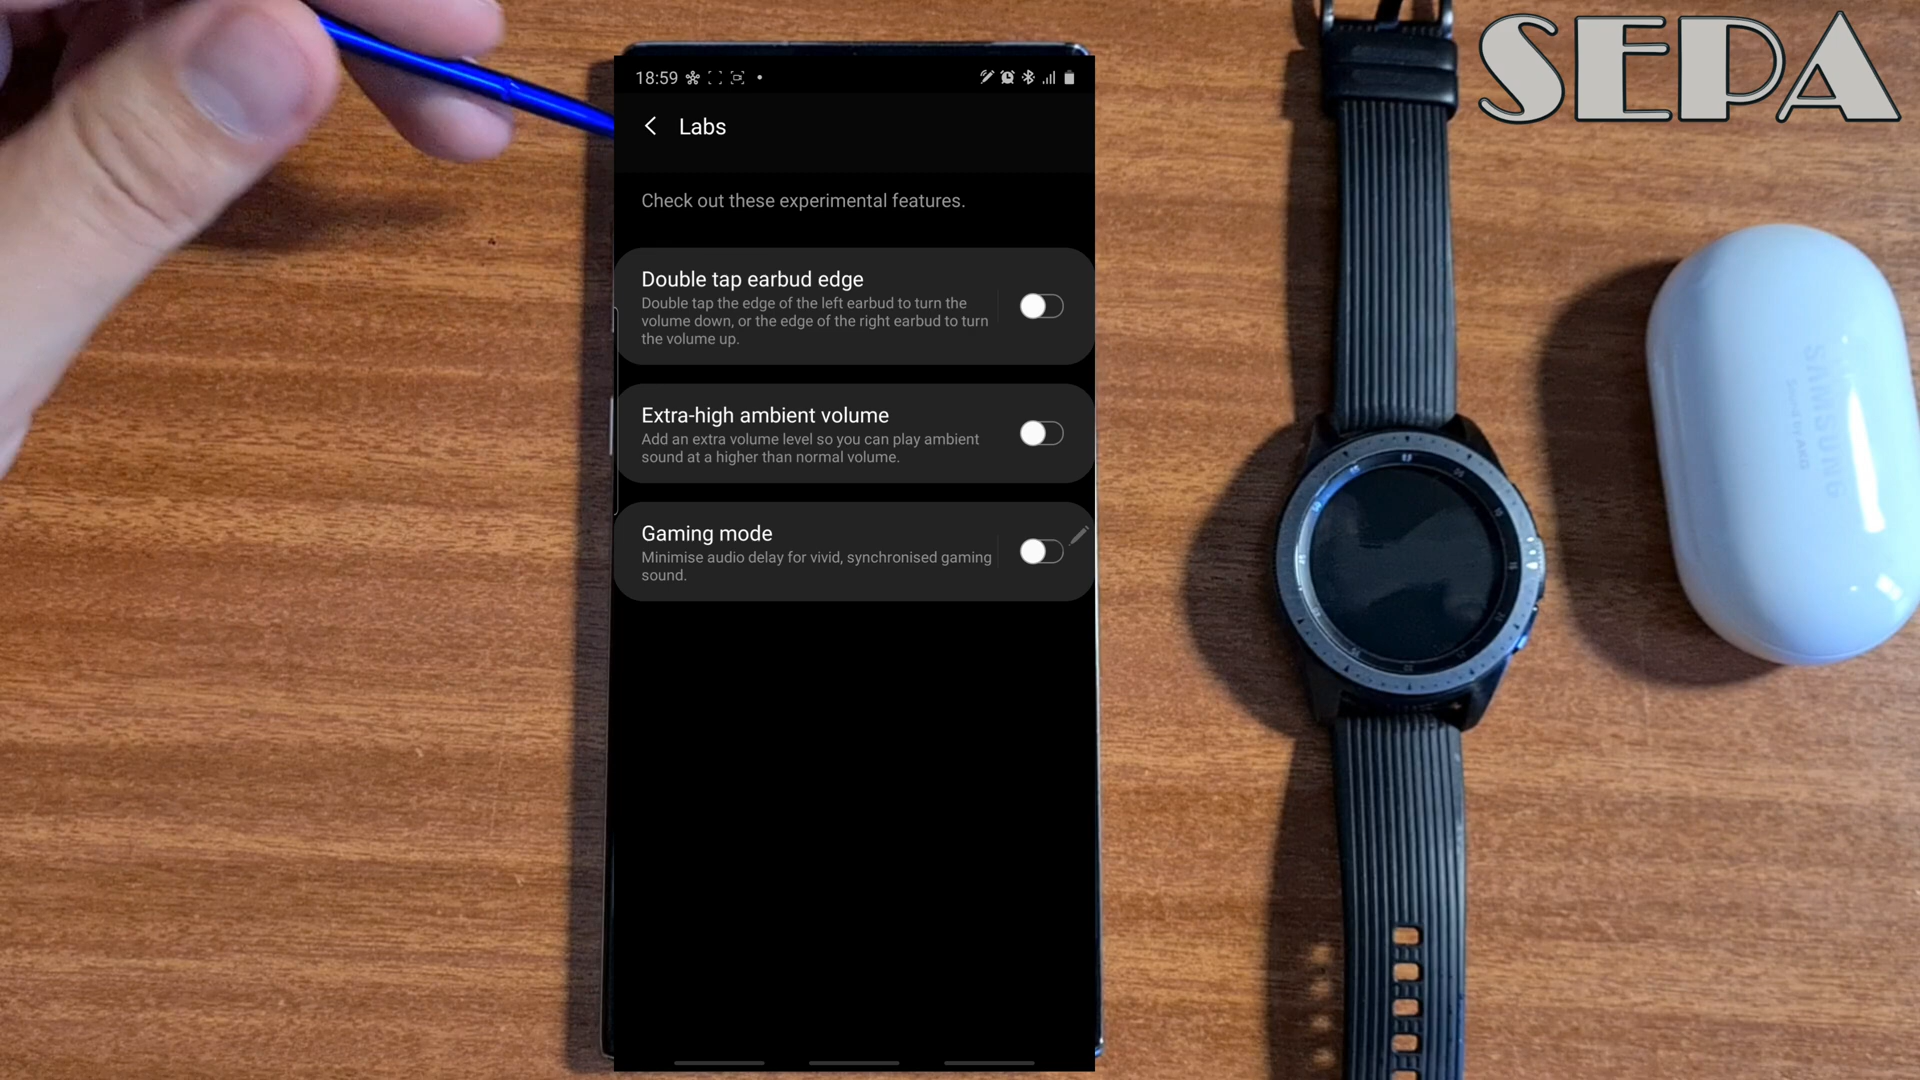 SEPA
18:59
Labs
Check out these experimental features.
Double tap earbud edge
Double tap the edge of the left earbud to turn the
volume down, or the edge of the right earbud to turn
the volume up.
Extra-high ambient volume
Add an extra volume level so you can play ambient
sound at a higher than normal volume.
Gaming mode
Minimise audio delay for vivid, synchronised gaming
sound.
SAMSUNG
Sound by AKG